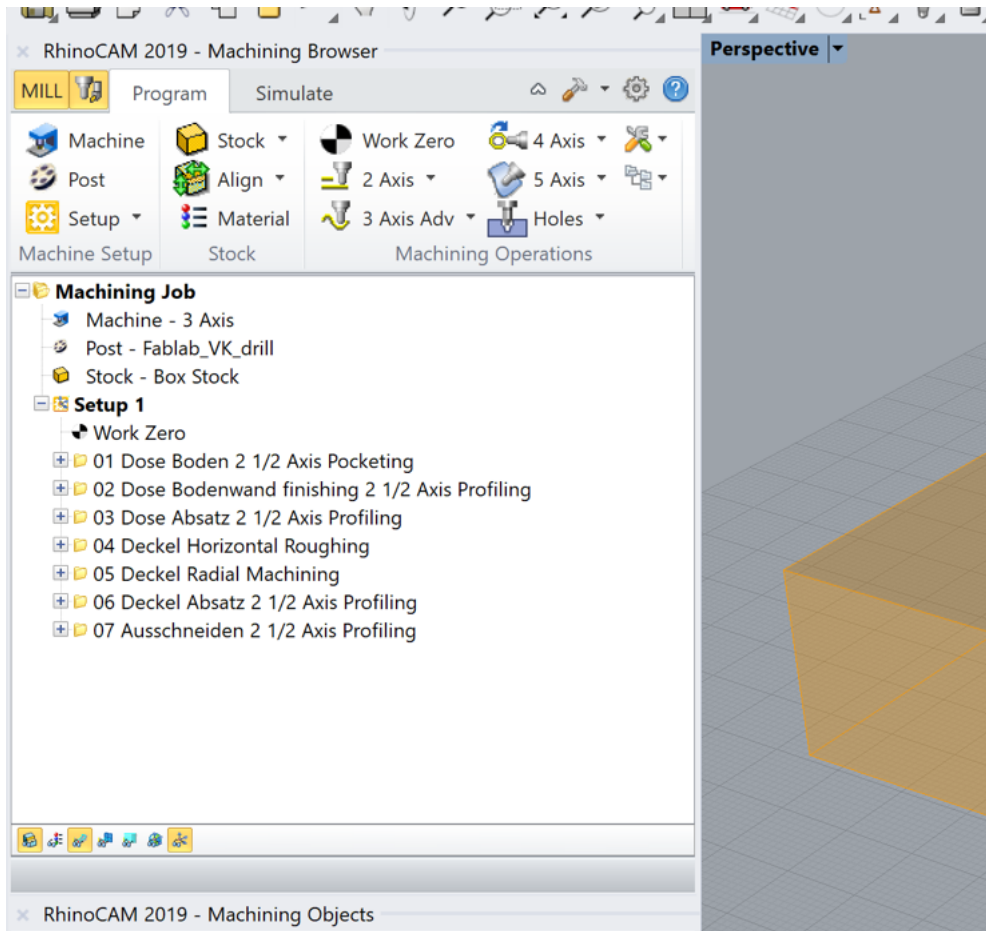 RhinoCAM 2019 - Machining Browser
Perspective
MILL Program Simulate
Machine Stock Work Zero 4 Axis
Post Align 2 Axis 5 Axis
Setup Material 3 Axis Adv Holes
Machine Setup Stock Machining Operations
Machining Job
Machine - 3 Axis
Post - Fablab_VK_drill
Stock - Box Stock
Setup 1
Work Zero
01 Dose Boden 2 1/2 Axis Pocketing
02 Dose Bodenwand finishing 2 1/2 Axis Profiling
03 Dose Absatz 2 1/2 Axis Profiling
04 Deckel Horizontal Roughing
05 Deckel Radial Machining
06 Deckel Absatz 2 1/2 Axis Profiling
07 Ausschneiden 2 1/2 Axis Profiling
RhinoCAM 2019 - Machining Objects